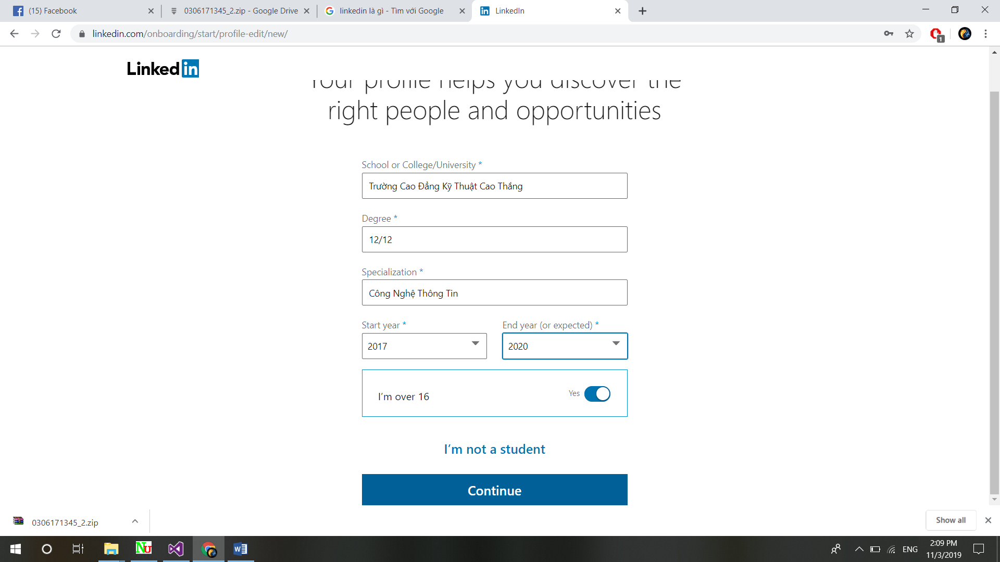 (15) Facebook
0306171345_2.zip - Google Drive
linkedin là gì - Tìm với Google
LinkedIn
linkedin.com/onboarding/start/profile-edit/new/
1
Linked in
Your profile helps you discover the
right people and opportunities
School or College/University *
Trường Cao Đẳng Kỹ Thuật Cao Thắng
Degree *
12/12
Specialization *
Công Nghệ Thông Tin
Start year *
End year (or expected) *
2017
2020
I'm over 16
Yes
I'm not a student
Continue
0306171345_2.zip
Show all
Nu
ENG
2:09 PM
11/3/2019